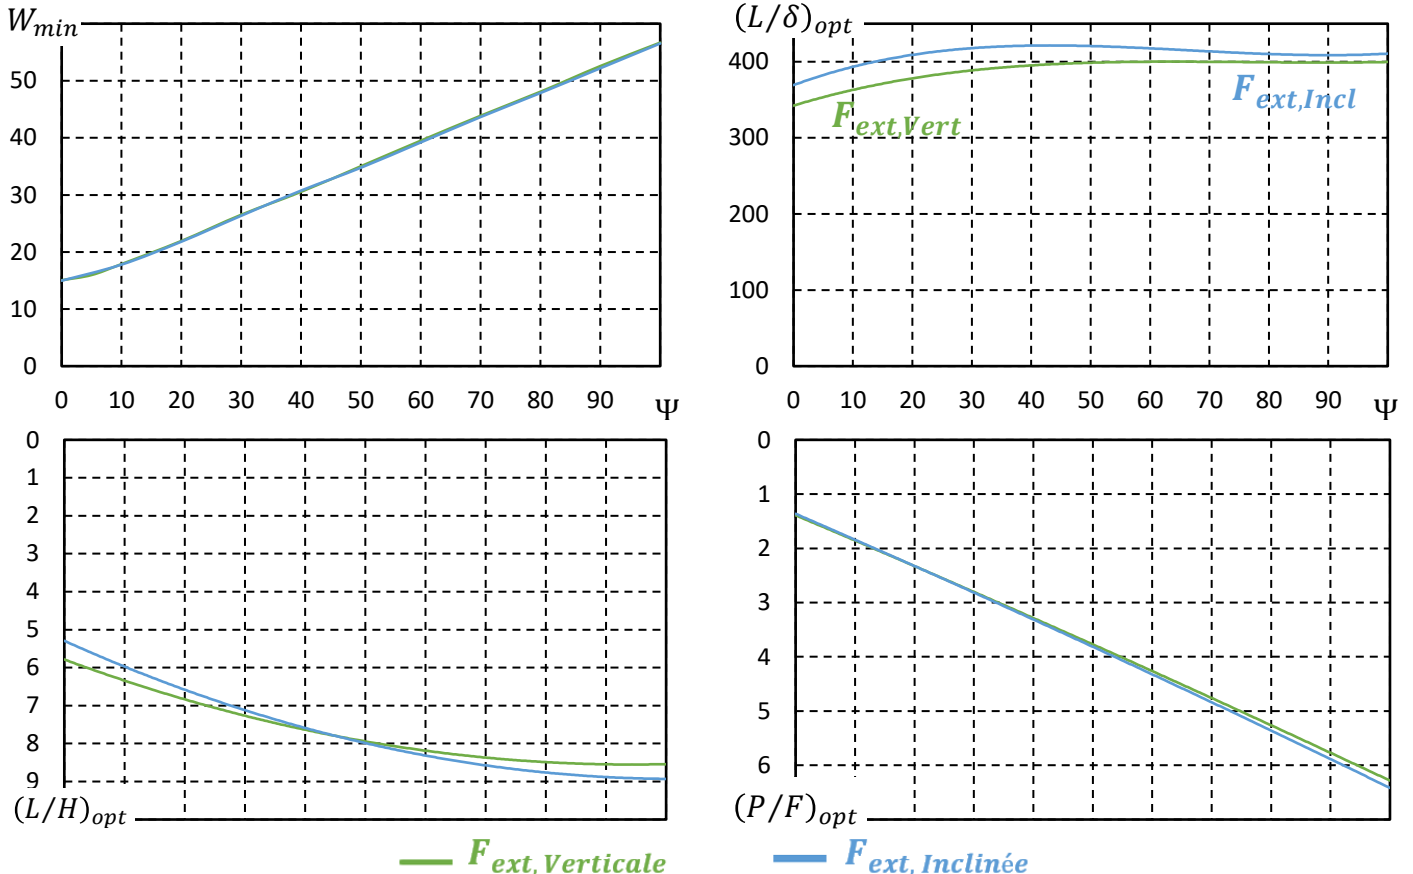 W_min
50
40
30
20
10
0
0 10 20 30 40 50 60 70 80 90 Ψ
(L/δ)_opt
400
300
200
100
0
F_ext,Vert
F_ext,Incl
0 10 20 30 40 50 60 70 80 90 Ψ
0
1
2
3
4
5
6
7
8
9
(L/H)_opt
0
1
2
3
4
5
6
(P/F)_opt
F_ext, Verticale
F_ext, Inclinée